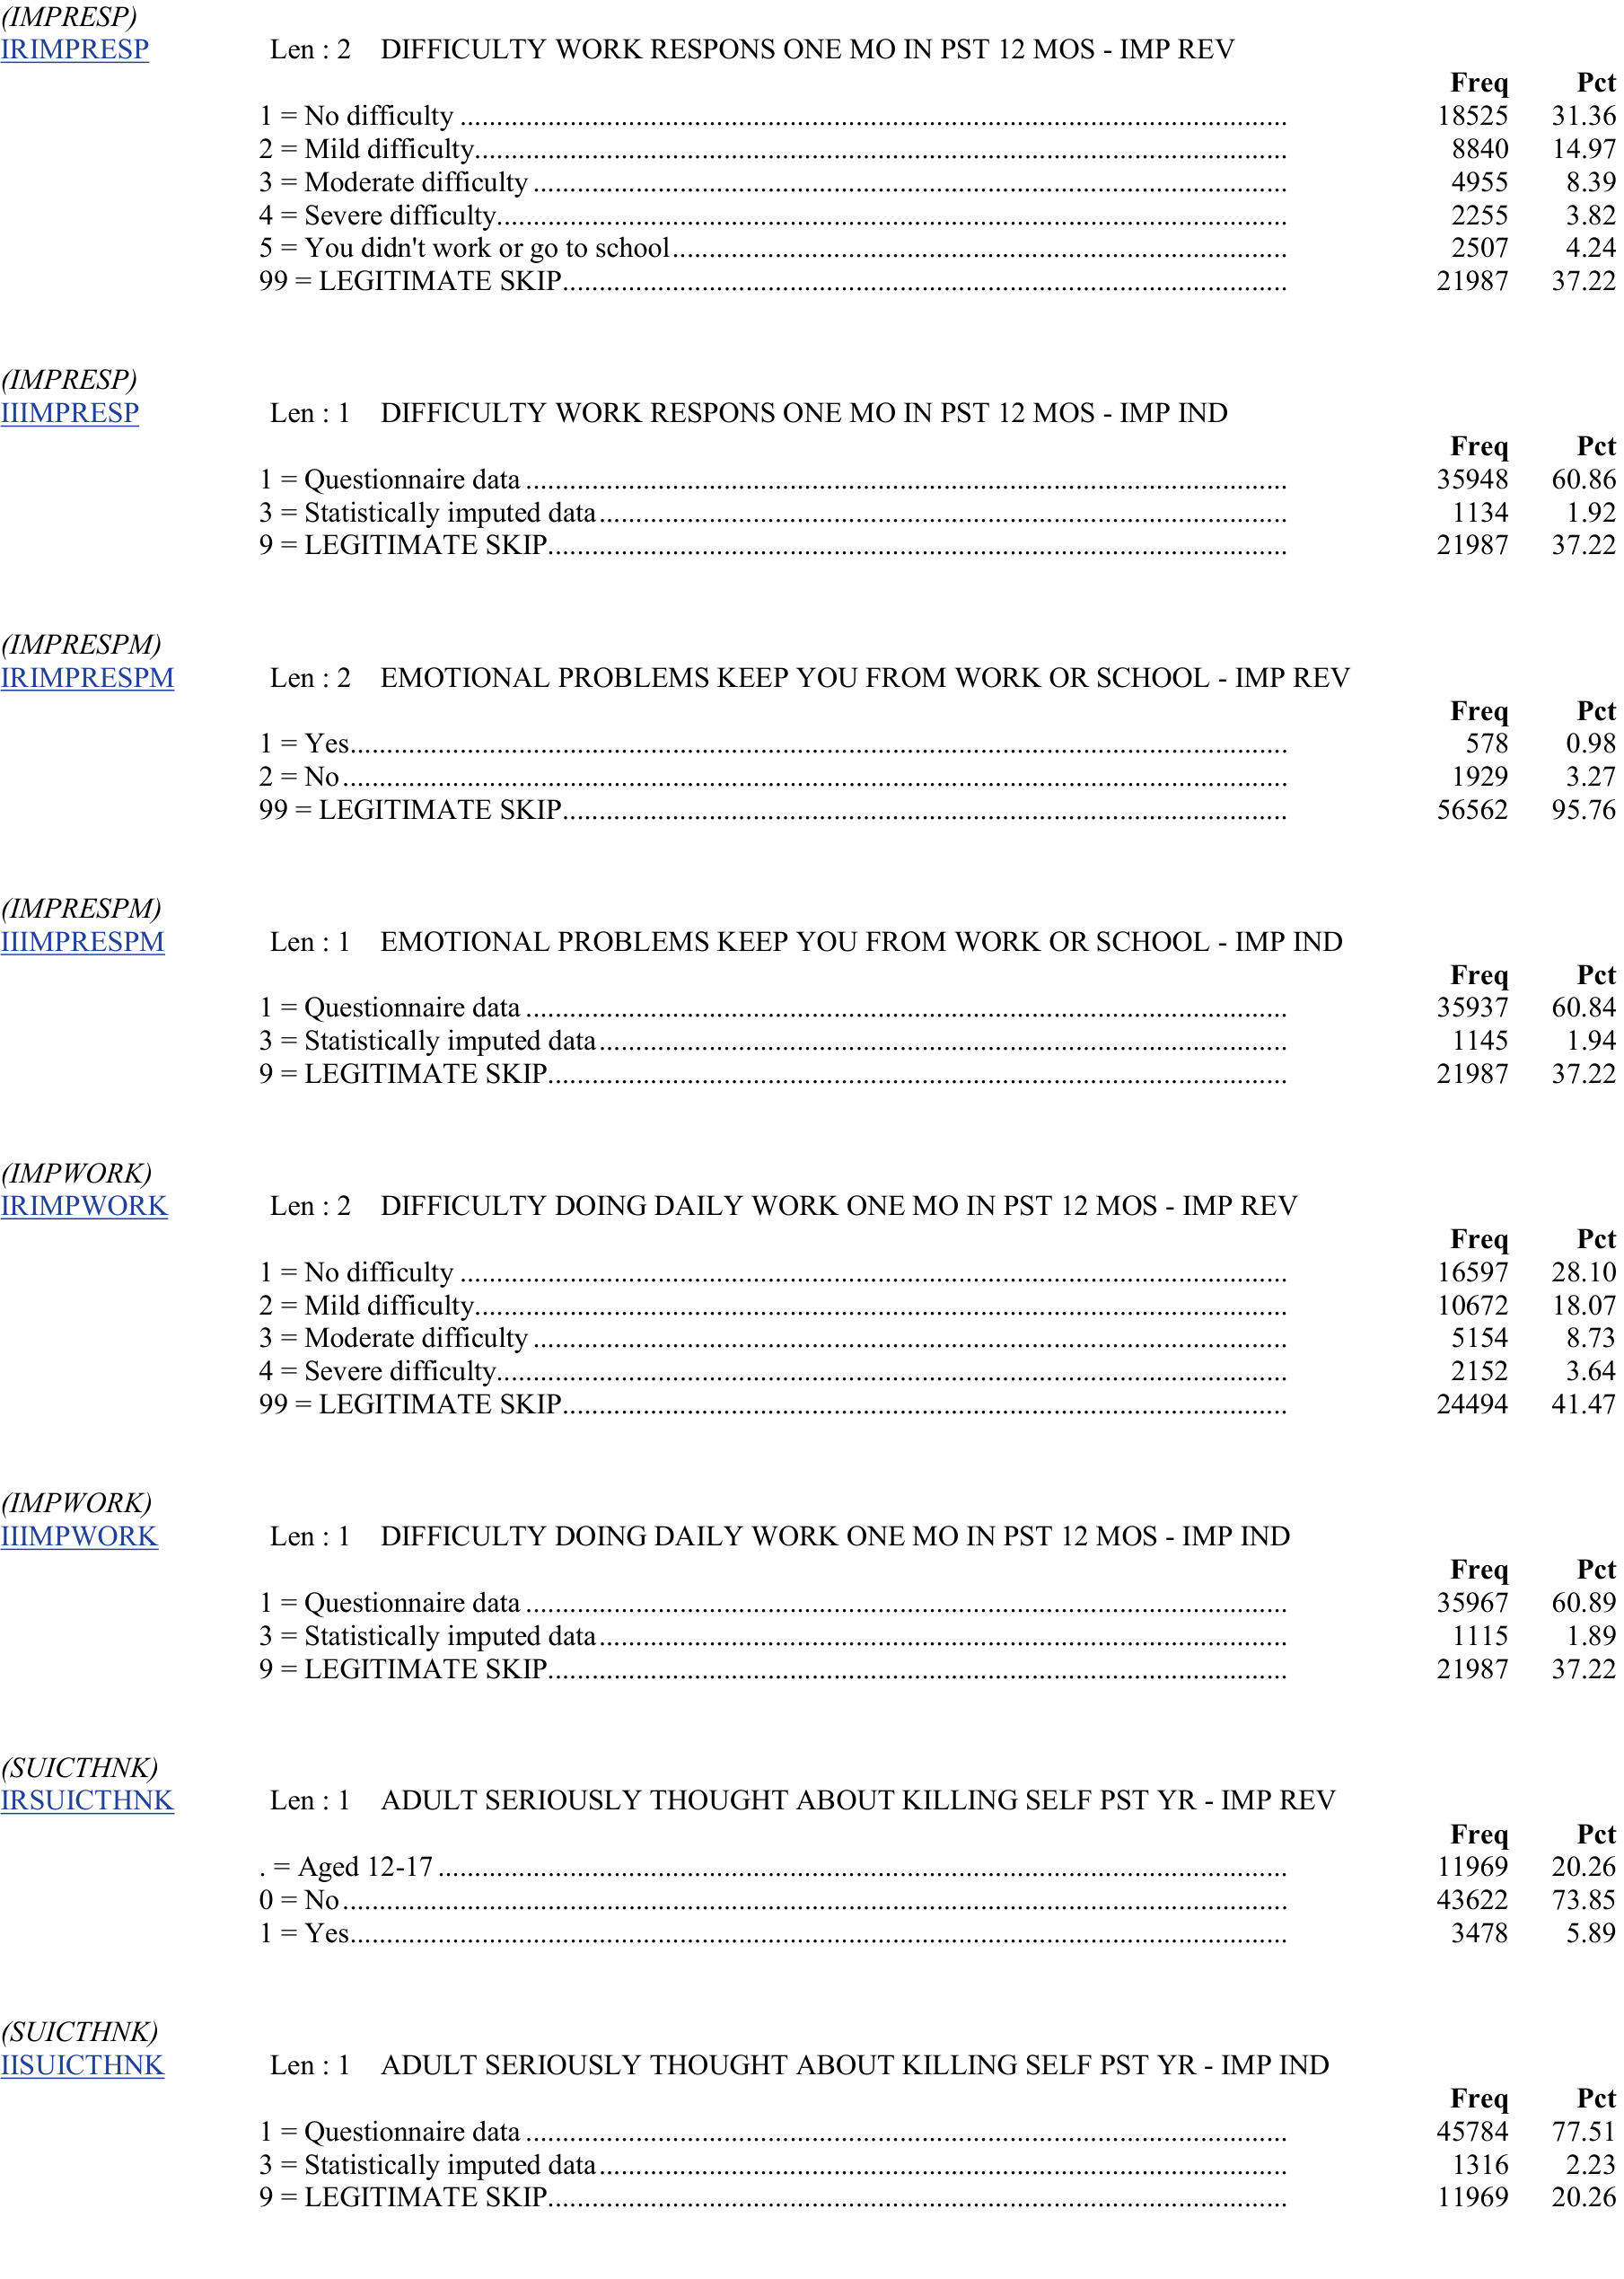 (IMPRESP)
IRIMPRESP Len : 2 DIFFICULTY WORK RESPONS ONE MO IN PST 12 MOS - IMP REV
Freq Pct
1 = No difficulty ........ 18525 31.36
2 = Mild difficulty........ 8840 14.97
3 = Moderate difficulty ........ 4955 8.39
4 = Severe difficulty........ 2255 3.82
5 = You didn't work or go to school........ 2507 4.24
99 = LEGITIMATE SKIP........ 21987 37.22
(IMPRESP)
IIIMPRESP Len : 1 DIFFICULTY WORK RESPONS ONE MO IN PST 12 MOS - IMP IND
Freq Pct
1 = Questionnaire data ........ 35948 60.86
3 = Statistically imputed data........ 1134 1.92
9 = LEGITIMATE SKIP........ 21987 37.22
(IMPRESPM)
IRIMPRESPM Len : 2 EMOTIONAL PROBLEMS KEEP YOU FROM WORK OR SCHOOL - IMP REV
Freq Pct
1 = Yes........ 578 0.98
2 = No........ 1929 3.27
99 = LEGITIMATE SKIP........ 56562 95.76
(IMPRESPM)
IIIMPRESPM Len : 1 EMOTIONAL PROBLEMS KEEP YOU FROM WORK OR SCHOOL - IMP IND
Freq Pct
1 = Questionnaire data ........ 35937 60.84
3 = Statistically imputed data........ 1145 1.94
9 = LEGITIMATE SKIP........ 21987 37.22
(IMPWORK)
IRIMPWORK Len : 2 DIFFICULTY DOING DAILY WORK ONE MO IN PST 12 MOS - IMP REV
Freq Pct
1 = No difficulty ........ 16597 28.10
2 = Mild difficulty........ 10672 18.07
3 = Moderate difficulty ........ 5154 8.73
4 = Severe difficulty........ 2152 3.64
99 = LEGITIMATE SKIP........ 24494 41.47
(IMPWORK)
IIIMPWORK Len : 1 DIFFICULTY DOING DAILY WORK ONE MO IN PST 12 MOS - IMP IND
Freq Pct
1 = Questionnaire data ........ 35967 60.89
3 = Statistically imputed data........ 1115 1.89
9 = LEGITIMATE SKIP........ 21987 37.22
(SUICTHNK)
IRSUICTHNK Len : 1 ADULT SERIOUSLY THOUGHT ABOUT KILLING SELF PST YR - IMP REV
Freq Pct
. = Aged 12-17 ........ 11969 20.26
0 = No........ 43622 73.85
1 = Yes........ 3478 5.89
(SUICTHNK)
IISUICTHNK Len : 1 ADULT SERIOUSLY THOUGHT ABOUT KILLING SELF PST YR - IMP IND
Freq Pct
1 = Questionnaire data ........ 45784 77.51
3 = Statistically imputed data........ 1316 2.23
9 = LEGITIMATE SKIP........ 11969 20.26